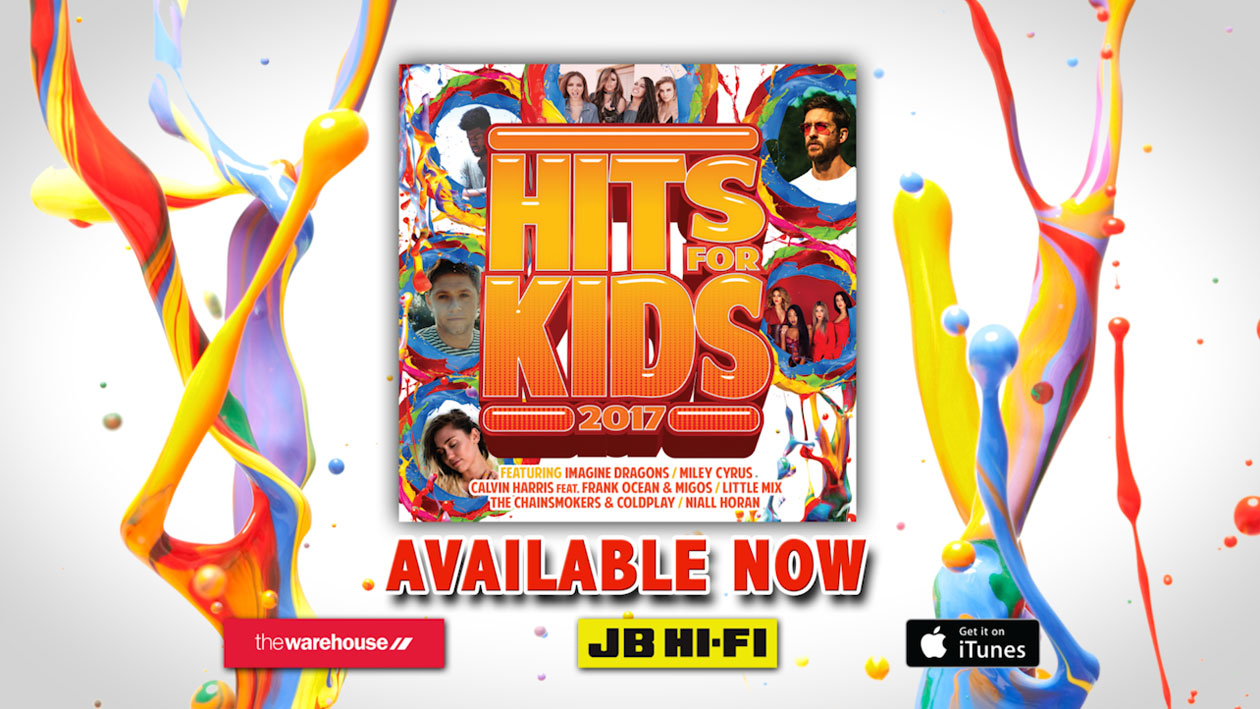 HITS
FOR
KIDS
2017
FEATURING IMAGINE DRAGONS / MILEY CYRUS
CALVIN HARRIS FEAT. FRANK OCEAN & MIGOS / LITTLE MIX
THE CHAINSMOKERS & COLDPLAY / NIALL HORAN
AVAILABLE NOW
thewarehouse
JB HI-FI
Get it on
iTunes